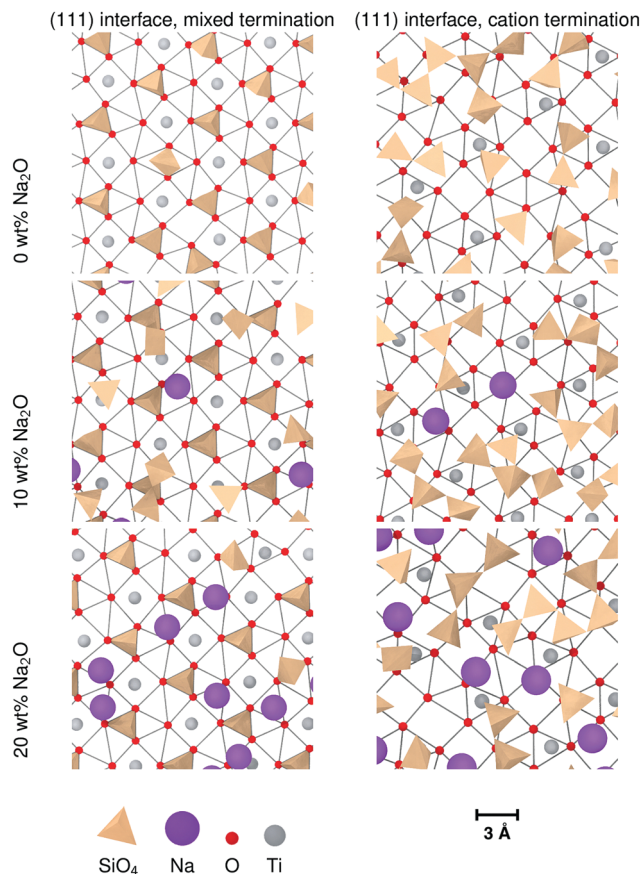 (111) interface, mixed termination
(111) interface, cation termination
0 wt% Na₂O
10 wt% Na₂O
20 wt% Na₂O
SiO₄
Na
O
Ti
3 Å